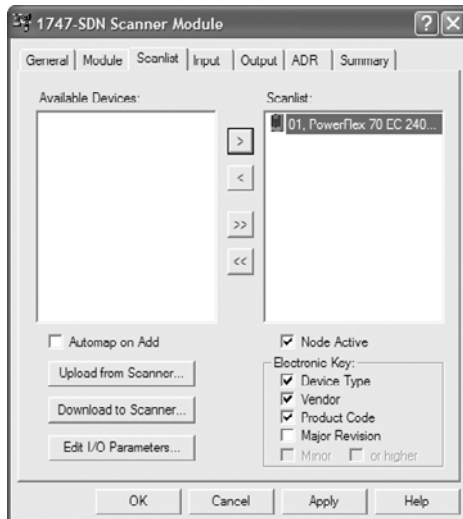 1747-SDN Scanner Module
General Module Scanlist Input Output ADR Summary
Available Devices:
Scanlist:
01, PowerFlex 70 EC 240...
>
<
>>
<<
Automap on Add
Node Active
Upload from Scanner...
Download to Scanner...
Edit I/O Parameters...
Electronic Key:
Device Type
Vendor
Product Code
Major Revision
Minor or higher
OK Cancel Apply Help